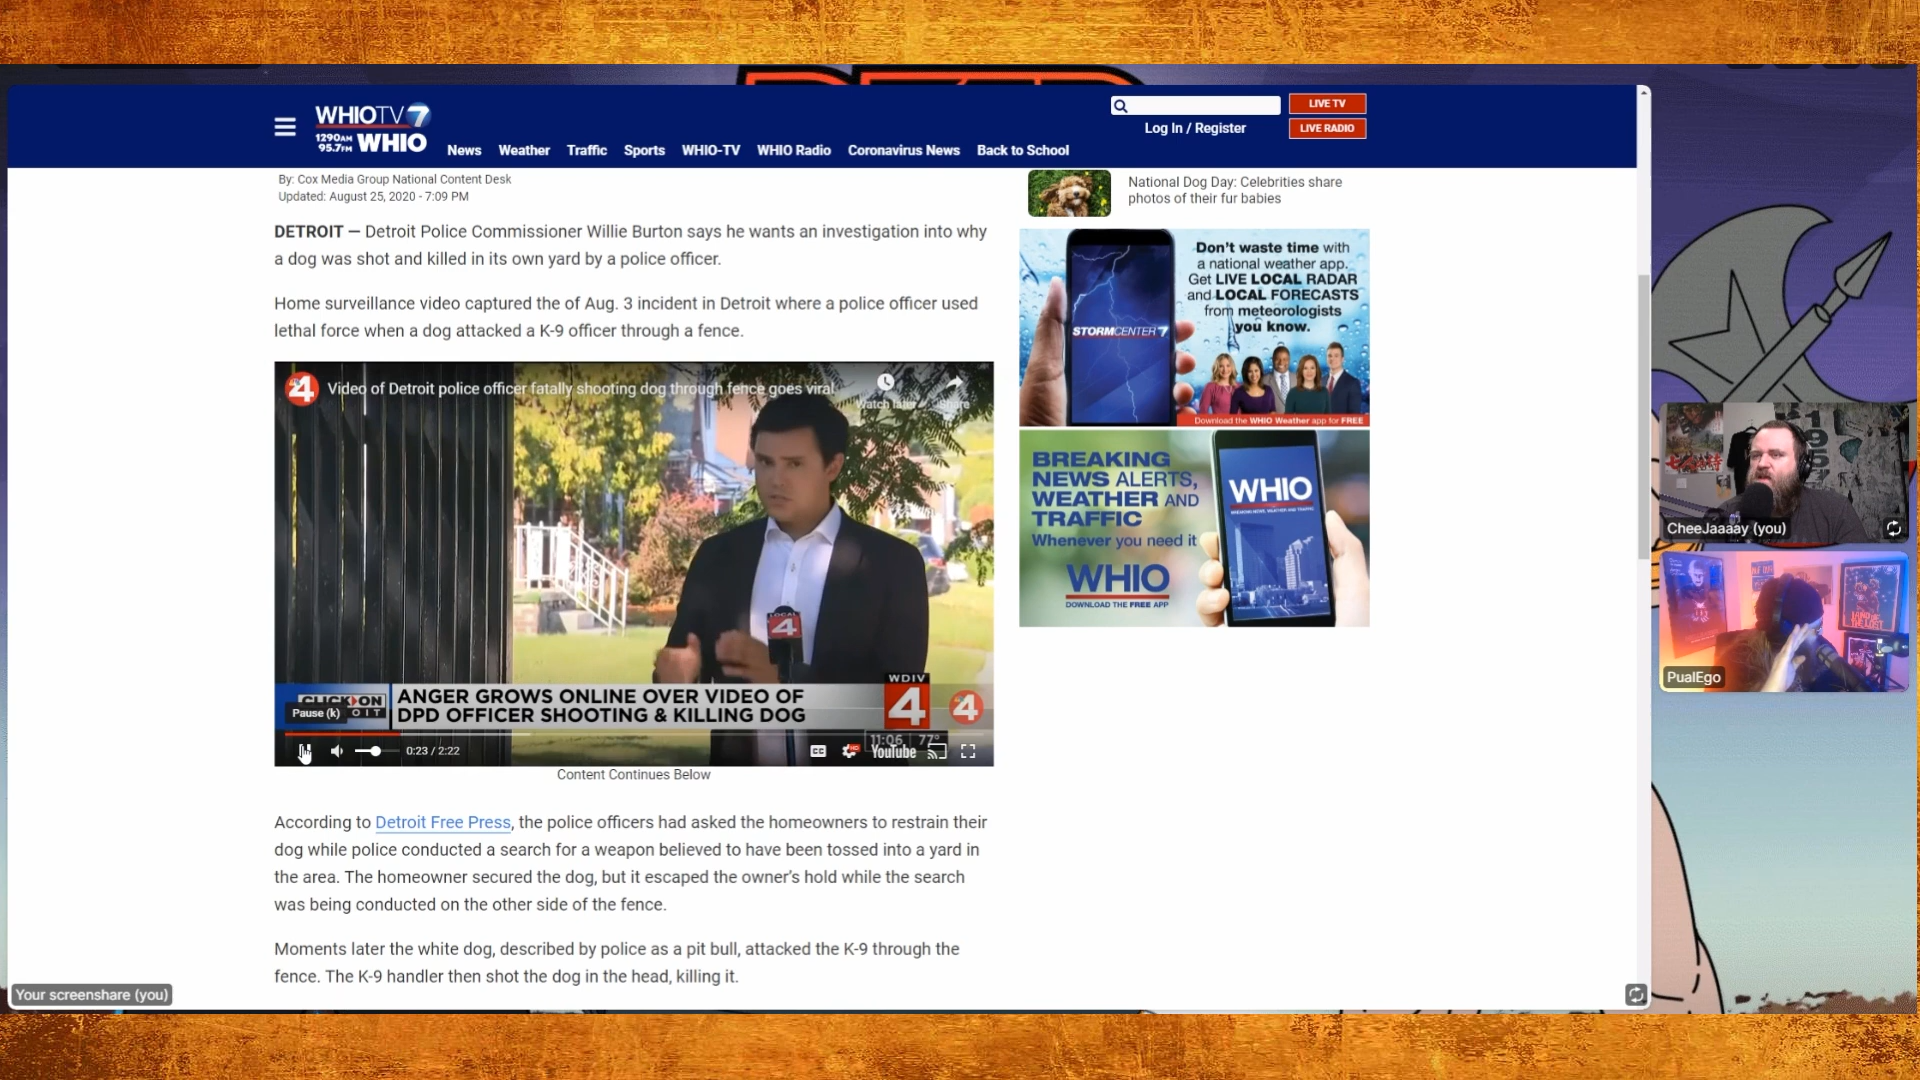 WHIOTV 7
1290AM
95.7FM WHIO
News Weather Traffic Sports WHIO-TV WHIO Radio Coronavirus News Back to School
Log In / Register
LIVE TV
LIVE RADIO
By: Cox Media Group National Content Desk
Updated: August 25, 2020 - 7:09 PM
DETROIT — Detroit Police Commissioner Willie Burton says he wants an investigation into why
a dog was shot and killed in its own yard by a police officer.
Home surveillance video captured the of Aug. 3 incident in Detroit where a police officer used
lethal force when a dog attacked a K-9 officer through a fence.
4
Video of Detroit police officer fatally shooting dog through fence goes viral
Watch later
Share
LOCAL
4
CLICK ON
OIT
ANGER GROWS ONLINE OVER VIDEO OF
DPD OFFICER SHOOTING & KILLING DOG
WDIV
4
4
11:06 77°
Pause (k)
0:23 / 2:22
CC
HD
YouTube
Content Continues Below
According to Detroit Free Press, the police officers had asked the homeowners to restrain their
dog while police conducted a search for a weapon believed to have been tossed into a yard in
the area. The homeowner secured the dog, but it escaped the owner's hold while the search
was being conducted on the other side of the fence.
Moments later the white dog, described by police as a pit bull, attacked the K-9 through the
fence. The K-9 handler then shot the dog in the head, killing it.
National Dog Day: Celebrities share
photos of their fur babies
STORMCENTER 7
Don't waste time with
a national weather app.
Get LIVE LOCAL RADAR
and LOCAL FORECASTS
from meteorologists
you know.
Download the WHIO Weather app for FREE
BREAKING
NEWS ALERTS,
WEATHER AND
TRAFFIC
Whenever you need it
WHIO
DOWNLOAD THE FREE APP
WHIO
CheeJaaaay (you)
PualEgo
Your screenshare (you)